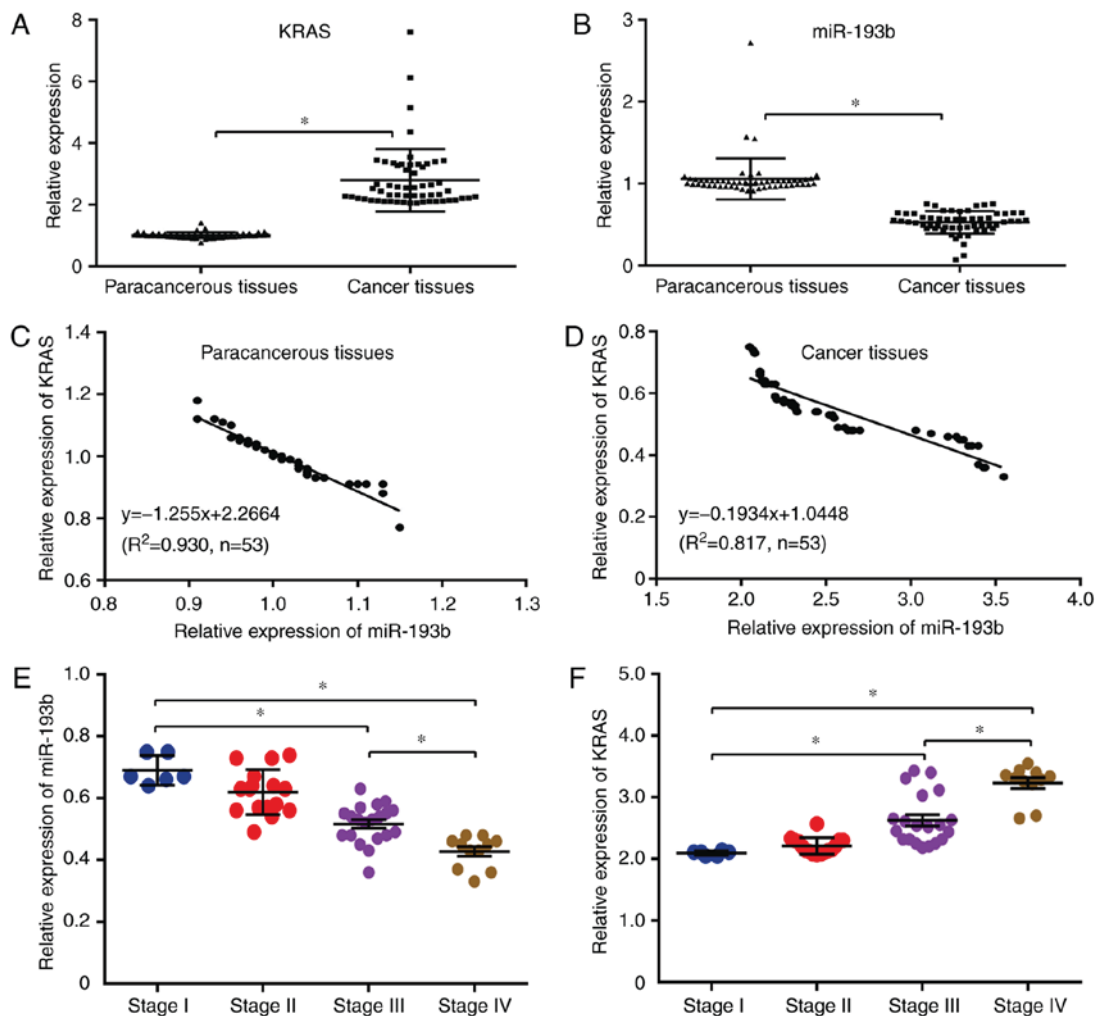 A
KRAS
Relative expression
8
6
4
2
0
*
Paracancerous tissues
Cancer tissues
B
miR-193b
Relative expression
3
2
1
0
*
Paracancerous tissues
Cancer tissues
C
Paracancerous tissues
Relative expression of KRAS
1.4
1.2
1.0
0.8
0.6
y=−1.255x+2.2664
(R²=0.930, n=53)
0.8 0.9 1.0 1.1 1.2 1.3
Relative expression of miR-193b
D
Cancer tissues
Relative expression of KRAS
0.8
0.6
0.4
0.2
0
y=−0.1934x+1.0448
(R²=0.817, n=53)
1.5 2.0 2.5 3.0 3.5 4.0
Relative expression of miR-193b
E
Relative expression of miR-193b
1.0
0.8
0.6
0.4
0.2
0
*
*
*
Stage I Stage II Stage III Stage IV
F
Relative expression of KRAS
5.0
4.0
3.0
2.0
1.0
0
*
*
*
Stage I Stage II Stage III Stage IV